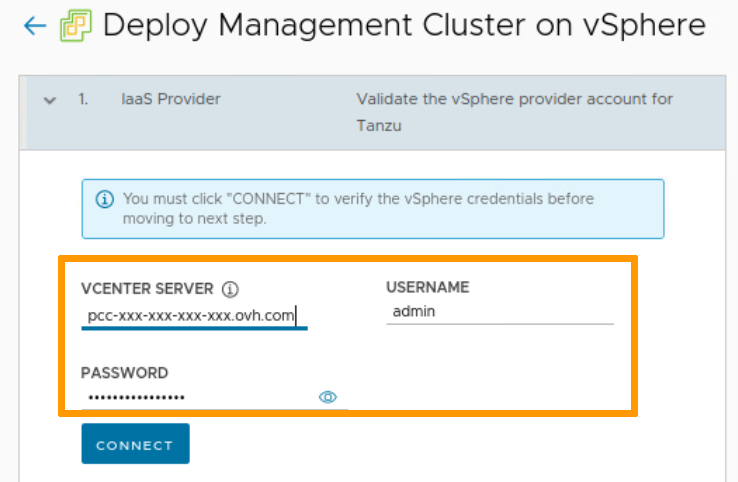 Deploy Management Cluster on vSphere
1. IaaS Provider Validate the vSphere provider account for
Tanzu
You must click "CONNECT" to verify the vSphere credentials before
moving to next step.
VCENTER SERVER USERNAME
pcc-xxx-xxx-xxx-xxx.ovh.com admin
PASSWORD
••••••••••••••••
CONNECT